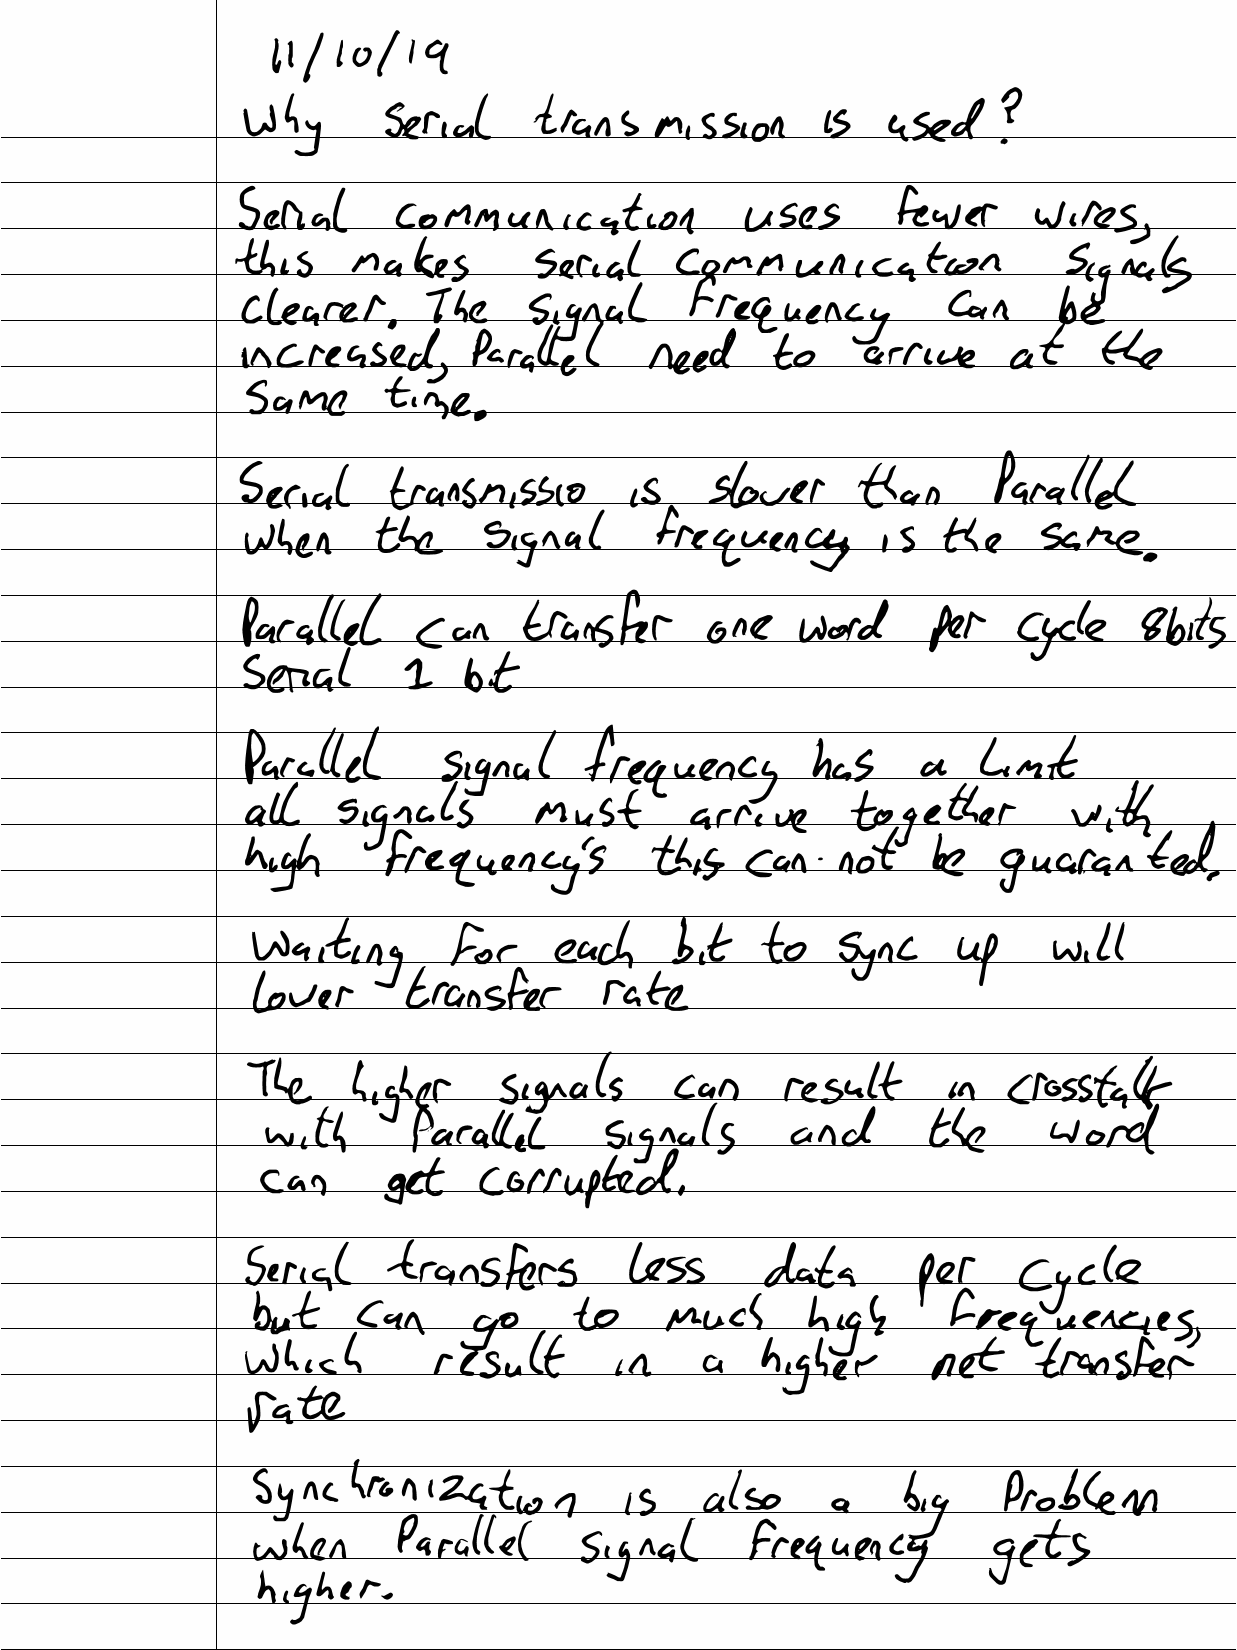 11/10/19
Why Serial transmission is used?
Serial communication uses fewer wires,
this makes serial communication signals
clearer. The signal frequency can be
increased, Parallel need to arrive at the
same time.
Serial transmissio is slower than Parallel
when the signal frequency is the same.
Parallel can transfer one word per cycle 8bits
Serial 1 bit
Parallel signal frequency has a limit
all signals must arrive together with
high frequency's this can not be guaranted.
Waiting for each bit to sync up will
lower transfer rate
The higher signals can result in crosstalk
with Parallel signals and the word
can get corrupted.
Serial transfers less data per cycle
but can go to much high frequencies,
which result in a higher net transfer
rate
Synchronization is also a big Problem
when Parallel signal frequency gets
higher.